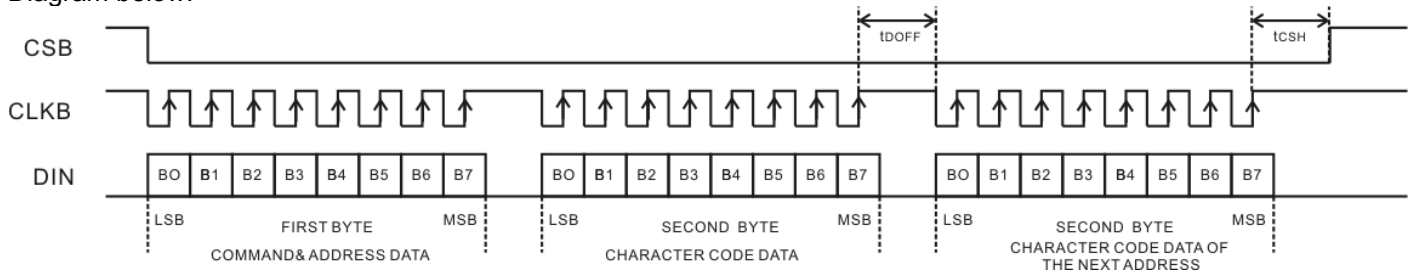 Diagram below:
tDOFF tCSH
CSB
CLKB
DIN BO B1 B2 B3 B4 B5 B6 B7 BO B1 B2 B3 B4 B5 B6 B7 BO B1 B2 B3 B4 B5 B6 B7
LSB FIRST BYTE MSB LSB SECOND BYTE MSB LSB SECOND BYTE MSB
COMMAND& ADDRESS DATA CHARACTER CODE DATA CHARACTER CODE DATA OF
THE NEXT ADDRESS